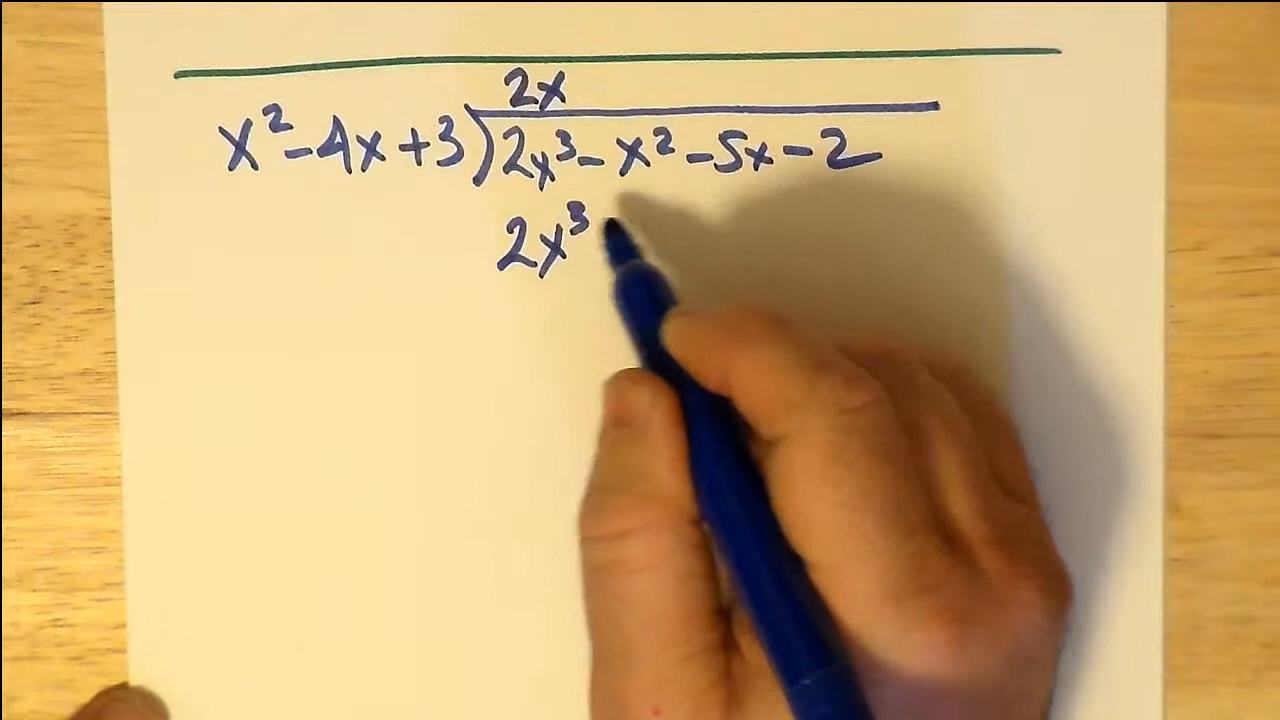 2x
x² - 4x + 3 ) 2x³ - x² - 5x - 2
2x³